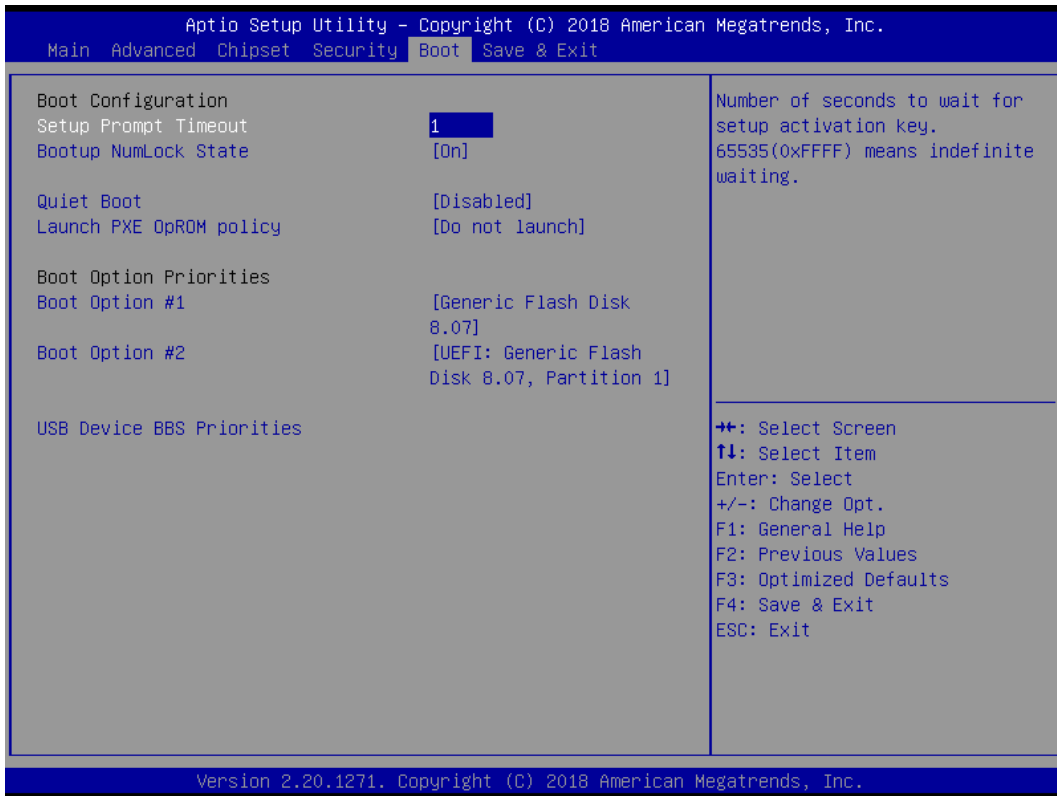 Aptio Setup Utility – Copyright (C) 2018 American Megatrends, Inc.
Main Advanced Chipset Security Boot Save & Exit
Boot Configuration
Setup Prompt Timeout 1
Bootup NumLock State [On]
Quiet Boot [Disabled]
Launch PXE OpROM policy [Do not launch]
Boot Option Priorities
Boot Option #1 [Generic Flash Disk
8.07]
Boot Option #2 [UEFI: Generic Flash
Disk 8.07, Partition 1]
USB Device BBS Priorities
Number of seconds to wait for
setup activation key.
65535(0xFFFF) means indefinite
waiting.
→←: Select Screen
↑↓: Select Item
Enter: Select
+/-: Change Opt.
F1: General Help
F2: Previous Values
F3: Optimized Defaults
F4: Save & Exit
ESC: Exit
Version 2.20.1271. Copyright (C) 2018 American Megatrends, Inc.